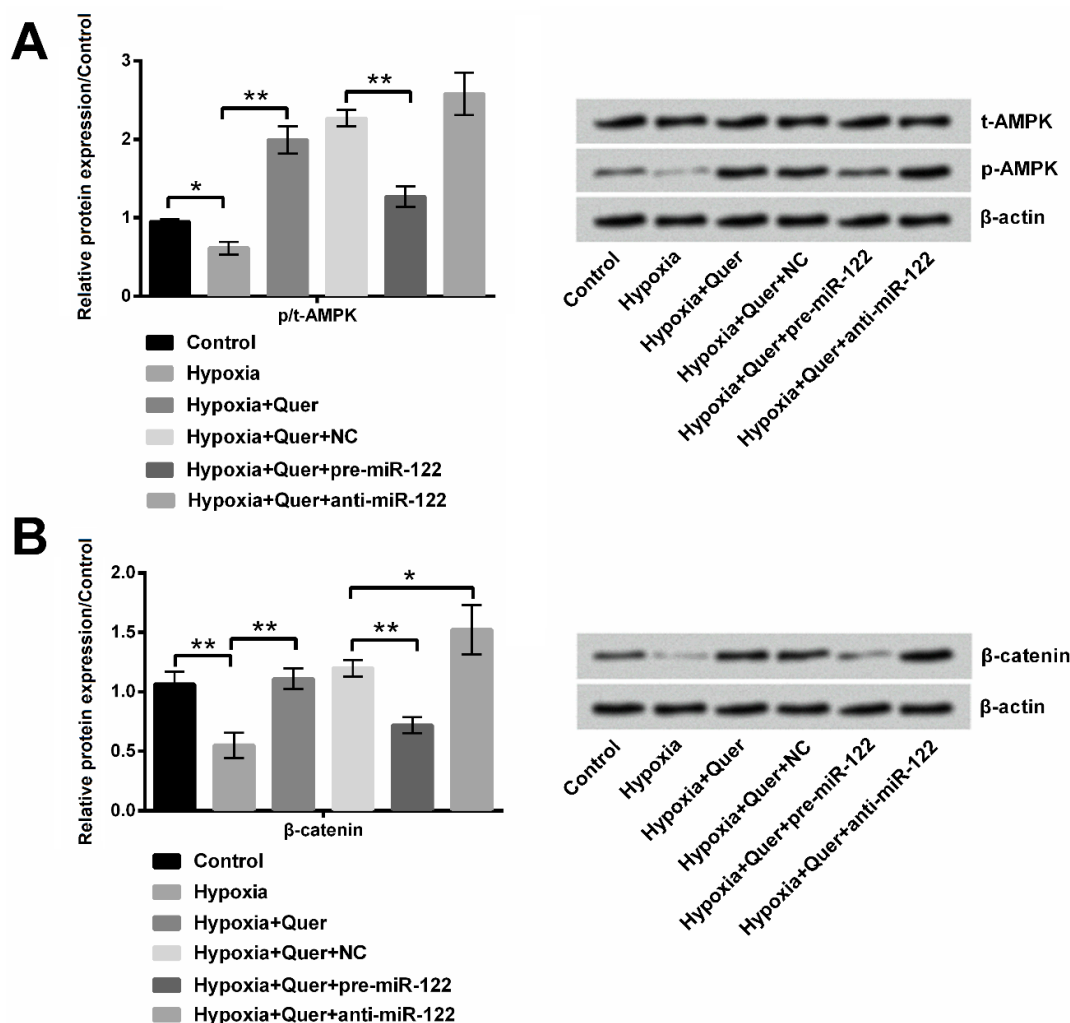 A
Relative protein expression/Control
3
2
1
0
*
**
**
p/t-AMPK
Control
Hypoxia
Hypoxia+Quer
Hypoxia+Quer+NC
Hypoxia+Quer+pre-miR-122
Hypoxia+Quer+anti-miR-122
t-AMPK
p-AMPK
β-actin
Control
Hypoxia
Hypoxia+Quer
Hypoxia+Quer+NC
Hypoxia+Quer+pre-miR-122
Hypoxia+Quer+anti-miR-122
B
Relative protein expression/Control
2.0
1.5
1.0
0.5
0.0
**
**
**
*
β-catenin
Control
Hypoxia
Hypoxia+Quer
Hypoxia+Quer+NC
Hypoxia+Quer+pre-miR-122
Hypoxia+Quer+anti-miR-122
β-catenin
β-actin
Control
Hypoxia
Hypoxia+Quer
Hypoxia+Quer+NC
Hypoxia+Quer+pre-miR-122
Hypoxia+Quer+anti-miR-122